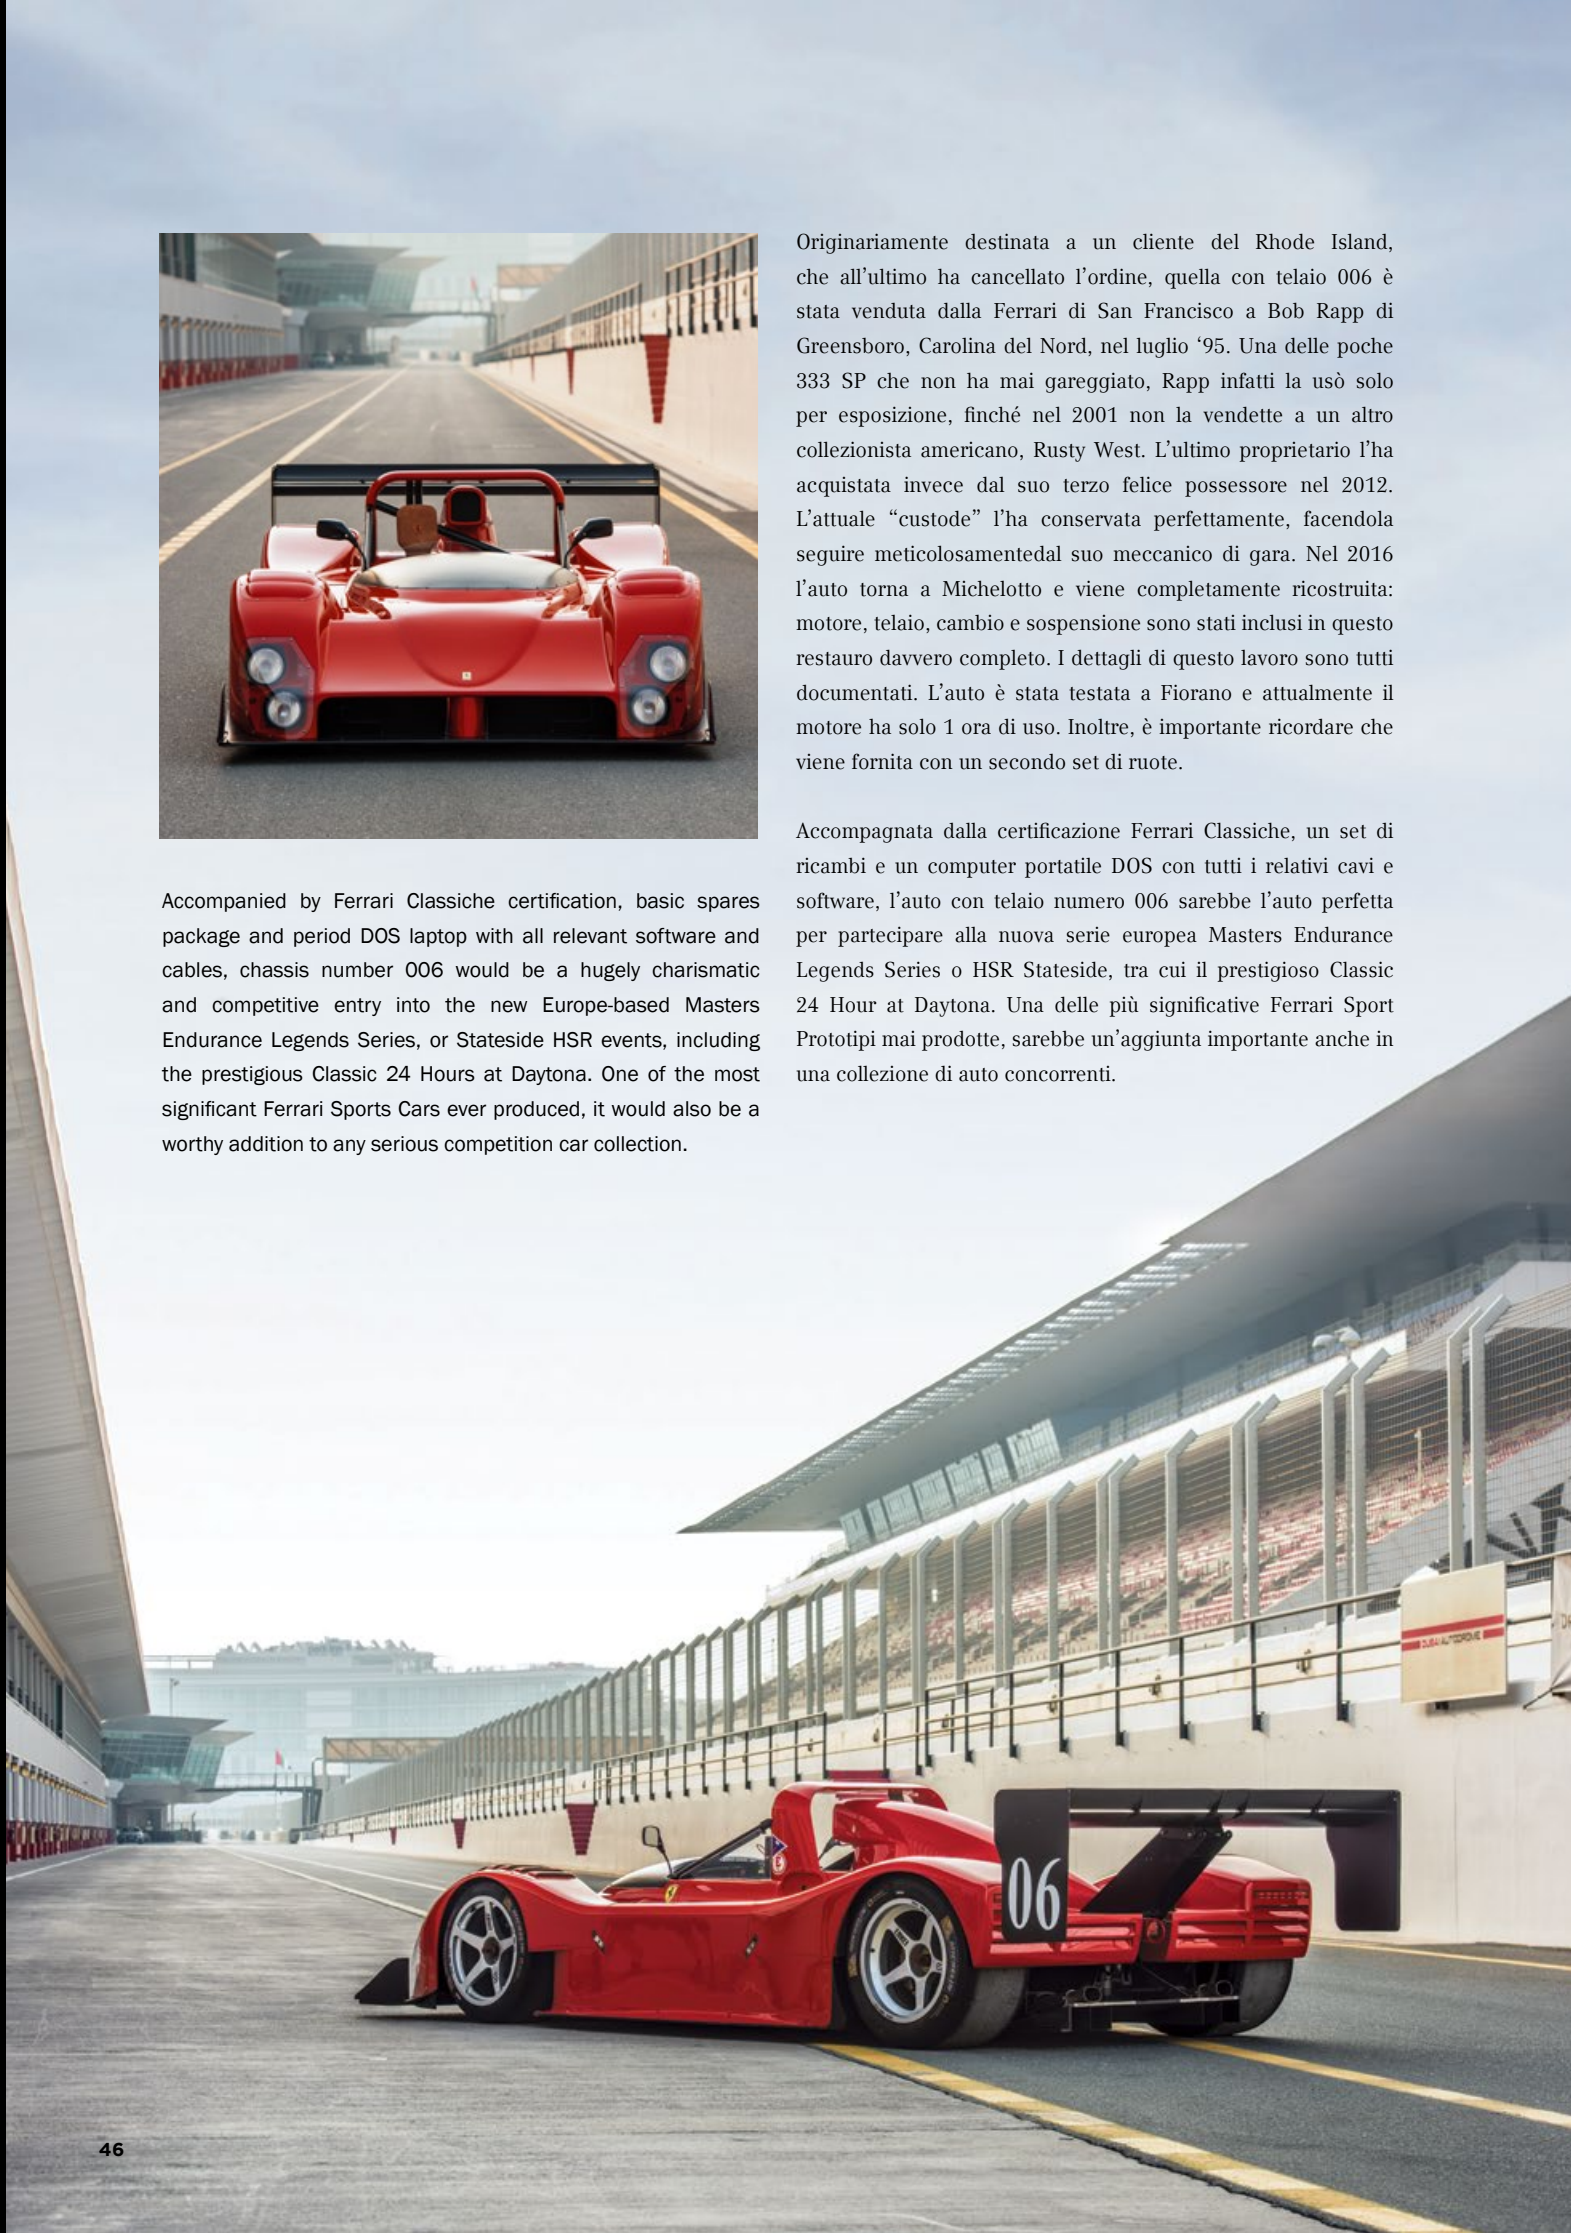 Accompanied by Ferrari Classiche certification, basic spares
package and period DOS laptop with all relevant software and
cables, chassis number 006 would be a hugely charismatic
and competitive entry into the new Europe-based Masters
Endurance Legends Series, or Stateside HSR events, including
the prestigious Classic 24 Hours at Daytona. One of the most
significant Ferrari Sports Cars ever produced, it would also be a
worthy addition to any serious competition car collection.
Originariamente destinata a un cliente del Rhode Island,
che all’ultimo ha cancellato l’ordine, quella con telaio 006 è
stata venduta dalla Ferrari di San Francisco a Bob Rapp di
Greensboro, Carolina del Nord, nel luglio ‘95. Una delle poche
333 SP che non ha mai gareggiato, Rapp infatti la usò solo
per esposizione, finché nel 2001 non la vendette a un altro
collezionista americano, Rusty West. L’ultimo proprietario l’ha
acquistata invece dal suo terzo felice possessore nel 2012.
L’attuale “custode” l’ha conservata perfettamente, facendola
seguire meticolosamentedal suo meccanico di gara. Nel 2016
l’auto torna a Michelotto e viene completamente ricostruita:
motore, telaio, cambio e sospensione sono stati inclusi in questo
restauro davvero completo. I dettagli di questo lavoro sono tutti
documentati. L’auto è stata testata a Fiorano e attualmente il
motore ha solo 1 ora di uso. Inoltre, è importante ricordare che
viene fornita con un secondo set di ruote.
Accompagnata dalla certificazione Ferrari Classiche, un set di
ricambi e un computer portatile DOS con tutti i relativi cavi e
software, l’auto con telaio numero 006 sarebbe l’auto perfetta
per partecipare alla nuova serie europea Masters Endurance
Legends Series o HSR Stateside, tra cui il prestigioso Classic
24 Hour at Daytona. Una delle più significative Ferrari Sport
Prototipi mai prodotte, sarebbe un’aggiunta importante anche in
una collezione di auto concorrenti.
DUBAI AUTODROME
06
46